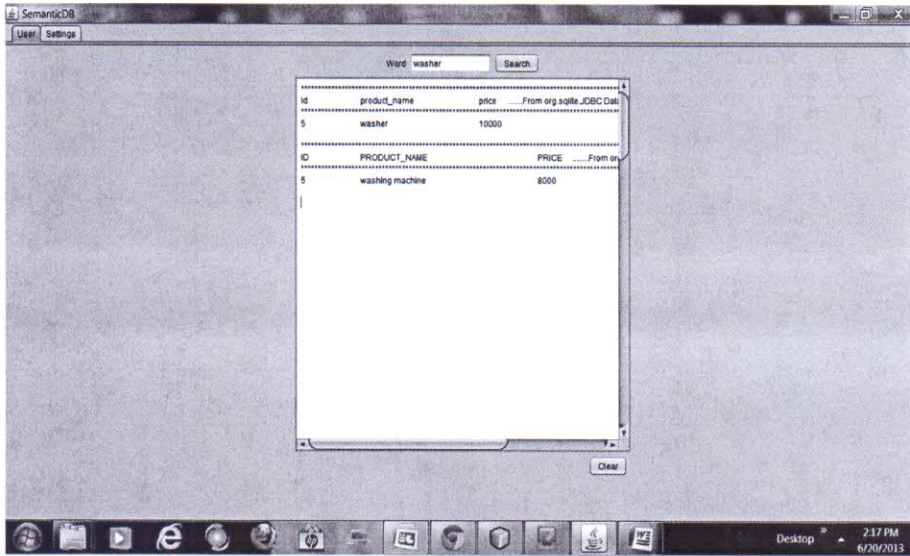 SemanticDB
User Settings
Word washer Search
id product_name price .......From org.sqlite.JDBC Dat
5 washer 10000
ID PRODUCT_NAME PRICE .......From or
5 washing machine 8000
Clear
Desktop » 2:17 PM
6/20/2013